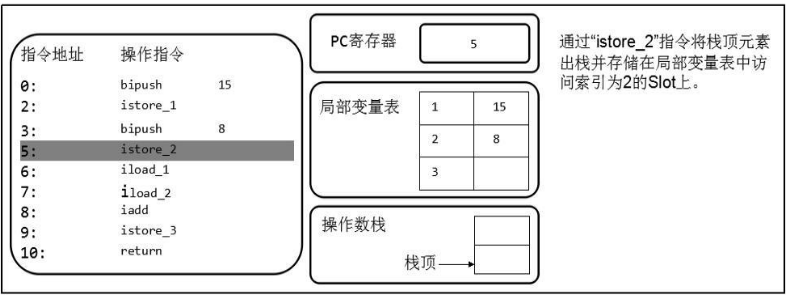 指令地址 操作指令
0: bipush 15
2: istore_1
3: bipush 8
5: istore_2
6: iload_1
7: iload_2
8: iadd
9: istore_3
10: return
PC寄存器 5
局部变量表 1 15
2 8
3
操作数栈
栈顶
通过“istore_2”指令将栈顶元素
出栈并存储在局部变量表中访
问索引为2的Slot上。